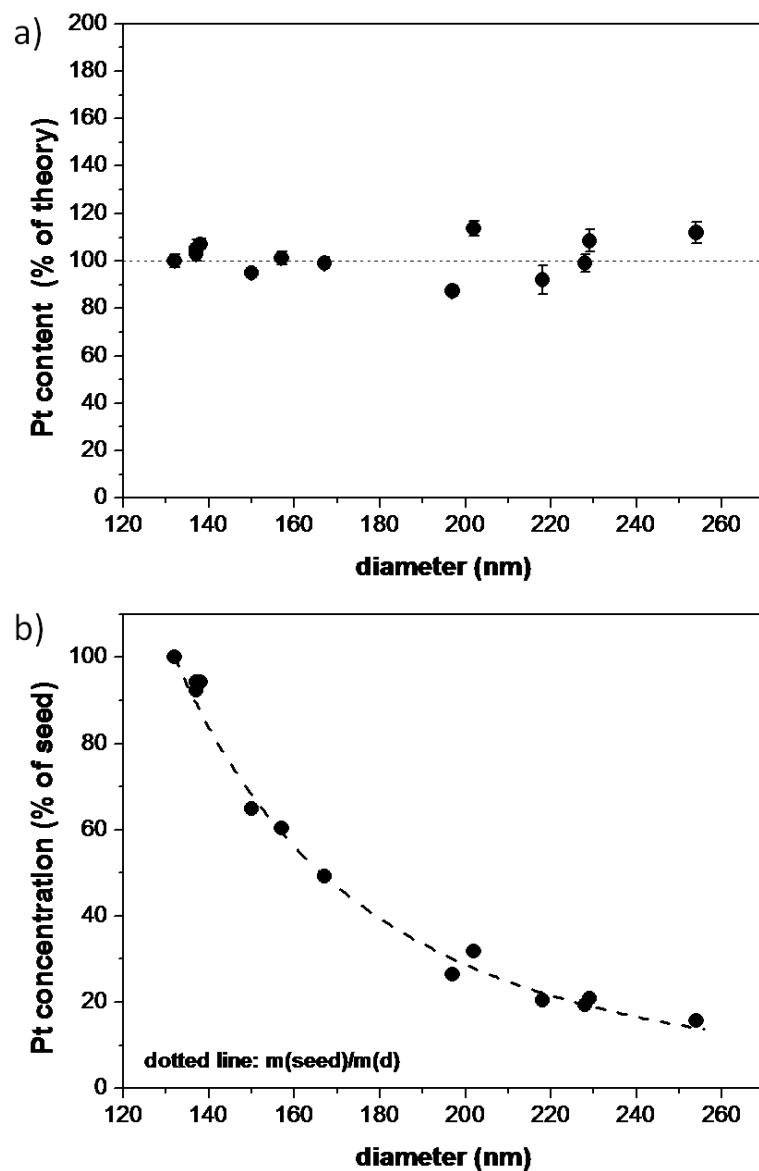 a)
200
180
160
140
120
100
80
60
40
20
0
Pt content (% of theory)
120 140 160 180 200 220 240 260
diameter (nm)
b)
100
80
60
40
20
0
Pt concentration (% of seed)
dotted line: m(seed)/m(d)
120 140 160 180 200 220 240 260
diameter (nm)